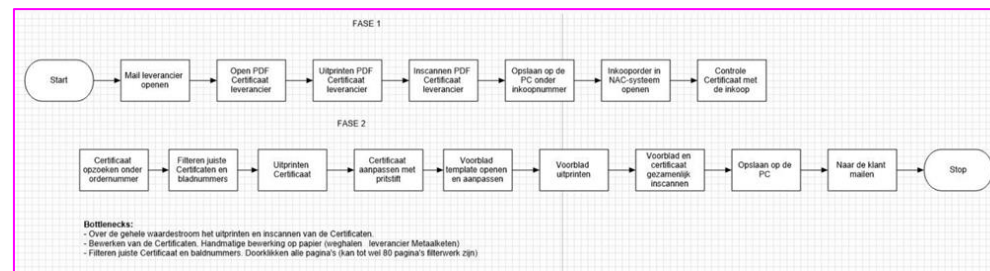 FASE 1
Start
Mail leverancier
openen
Open PDF
Certificaat
leverancier
Uitprinten PDF
Certificaat
leverancier
Inscannen PDF
Certificaat
leverancier
Opslaan op de
PC onder
inkoopnummer
Inkooporder in
NAC-systeem
openen
Controle
Certificaat met
de inkoop
FASE 2
Certificaat
opzoeken onder
ordernummer
Filteren juiste
Certifcaten en
bladnummers
Uitprinten
Certificaat
Certificaat
aanpassen met
pritstift
Voorblad
template openen
en aanpassen
Voorblad
uitprinten
Voorblad en
certificaat
gezamenlijk
inscannen
Opslaan op de
PC
Naar de klant
mailen
Stop
Bottlenecks:
- Over de gehele waardestroom het uitprinten en inscannen van de Certificaten.
- Bewerken van de Certificaten. Handmatige bewerking op papier (weghalen leverancier Metaalketen)
- Filteren juiste Certificaat en baldnummers. Doorklikken alle pagina's (kan tot wel 80 pagina's filterwerk zijn)